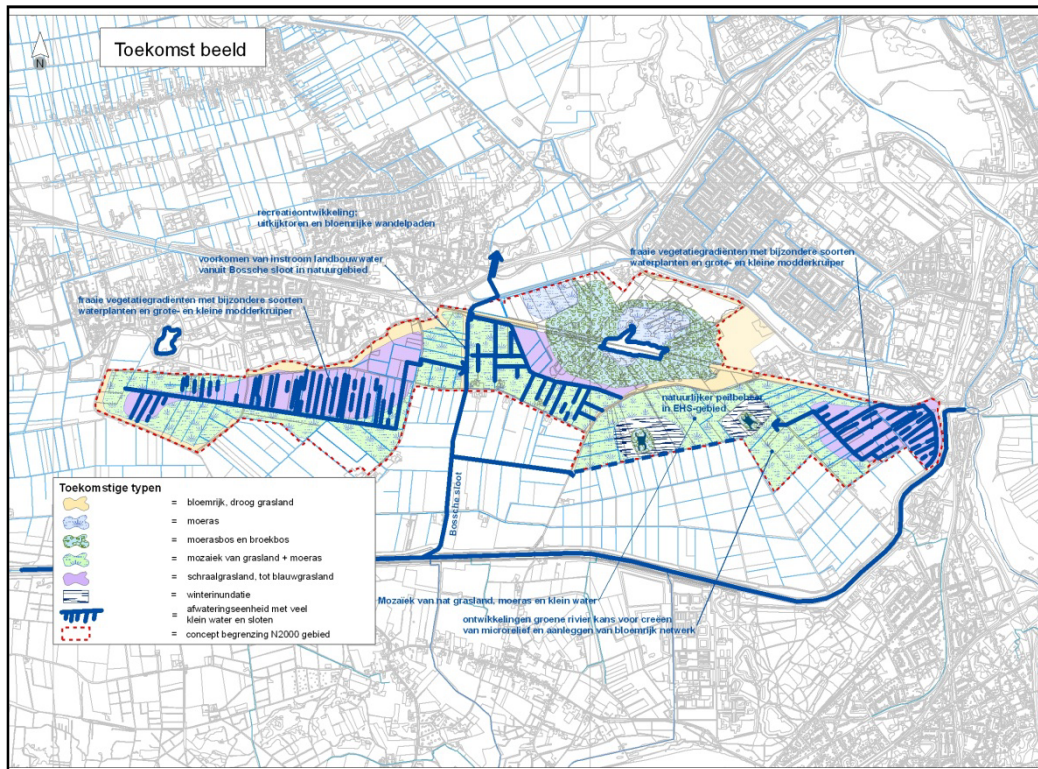 N
Toekomst beeld
recreatieontwikkeling:
uitkijktoren en bloemrijke wandelpaden
voorkomen van instroom landbouwwater
vanuit Bossche sloot in natuurgebied
fraaie vegetatiegradiënten met bijzondere soorten
waterplanten en grote- en kleine modderkruiper
fraaie vegetatiegradiënten met bijzondere soorten
waterplanten en grote- en kleine modderkruiper
natuurlijker peilbeheer
in EHS-gebied
Bossche sloot
Mozaïek van nat grasland, moeras en klein water
ontwikkelingen groene rivier kans voor creëen
van microrelief en aanleggen van bloemrijk netwerk
Toekomstige typen
= bloemrijk, droog grasland
= moeras
= moerasbos en broekbos
= mozaiek van grasland + moeras
= schraalgrasland, tot blauwgrasland
= winterinundatie
= afwateringseenheid met veel
klein water en sloten
= concept begrenzing N2000 gebied